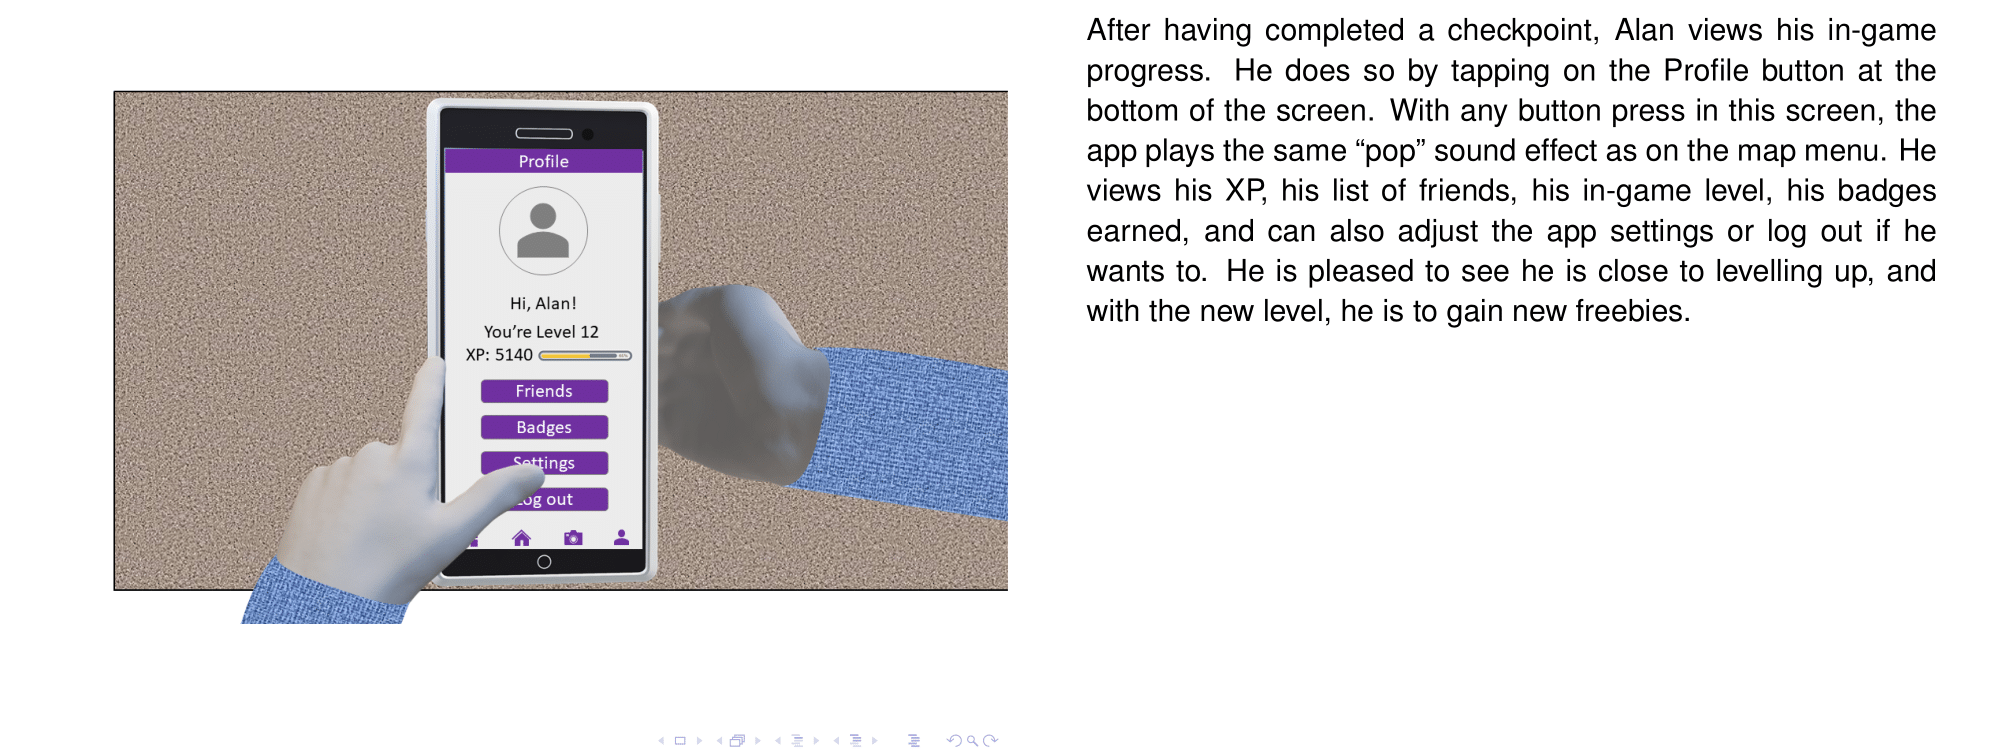 Profile
Hi, Alan!
You’re Level 12
XP: 5140
Friends
Badges
Settings
Log out
After having completed a checkpoint, Alan views his in-game
progress. He does so by tapping on the Profile button at the
bottom of the screen. With any button press in this screen, the
app plays the same “pop” sound effect as on the map menu. He
views his XP, his list of friends, his in-game level, his badges
earned, and can also adjust the app settings or log out if he
wants to. He is pleased to see he is close to levelling up, and
with the new level, he is to gain new freebies.